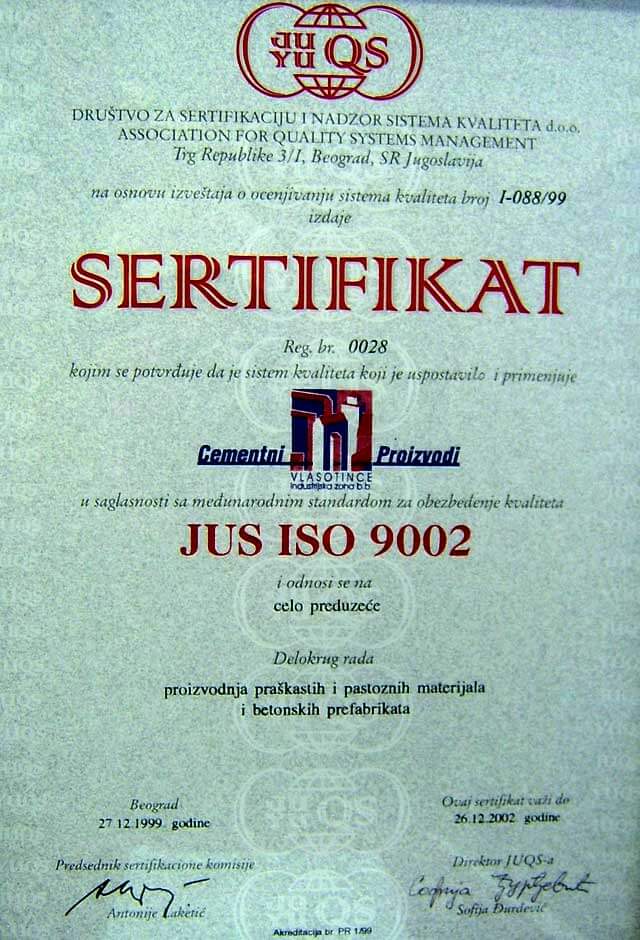 JU QS
YU
DRUŠTVO ZA SERTIFIKACIJU I NADZOR SISTEMA KVALITETA d.o.o.
ASSOCIATION FOR QUALITY SYSTEMS MANAGEMENT
Trg Republike 3/I, Beograd, SR Jugoslavija
na osnovu izveštaja o ocenjivanju sistema kvaliteta broj I-088/99
izdaje
SERTIFIKAT
Reg. br. 0028
kojim se potvrđuje da je sistem kvaliteta koji je uspostavilo i primenjuje
Cementni Proizvodi
VLASOTINCE
Industrijska zona b.b.
u saglasnosti sa međunarodnim standardom za obezbeđenje kvaliteta
JUS ISO 9002
i odnosi se na
celo preduzeće
Delokrug rada
proizvodnja praškastih i pastoznih materijala
i betonskih prefabrikata
Beograd
27.12.1999. godine
Ovaj sertifikat važi do
26.12.2002. godine
Predsednik sertifikacione komisije
Antonije Laketić
Direktor JUQS-a
Софија Ђурђевић
Sofija Đurđević
Akreditacija br. PR 1/99